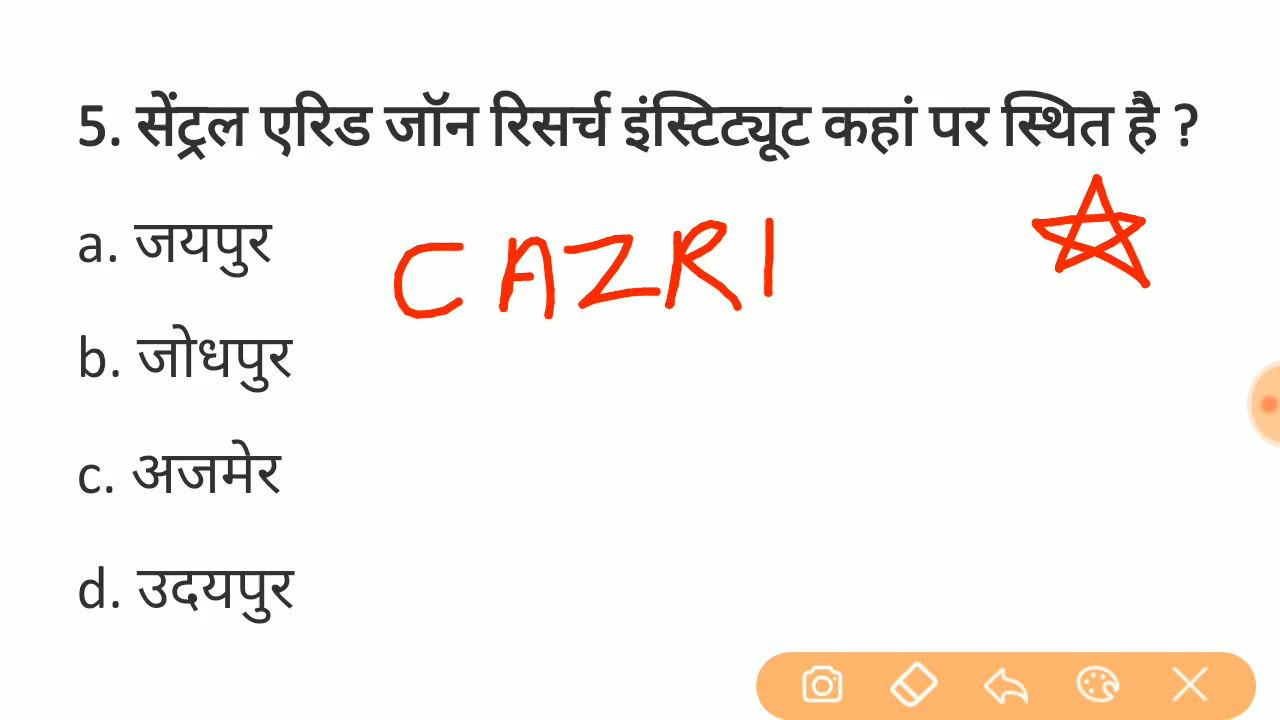 5. सेंट्रल एरिड जॉन रिसर्च इंस्टिट्यूट कहां पर स्थित है ?
a. जयपुर
CAZRI
b. जोधपुर
c. अजमेर
d. उदयपुर